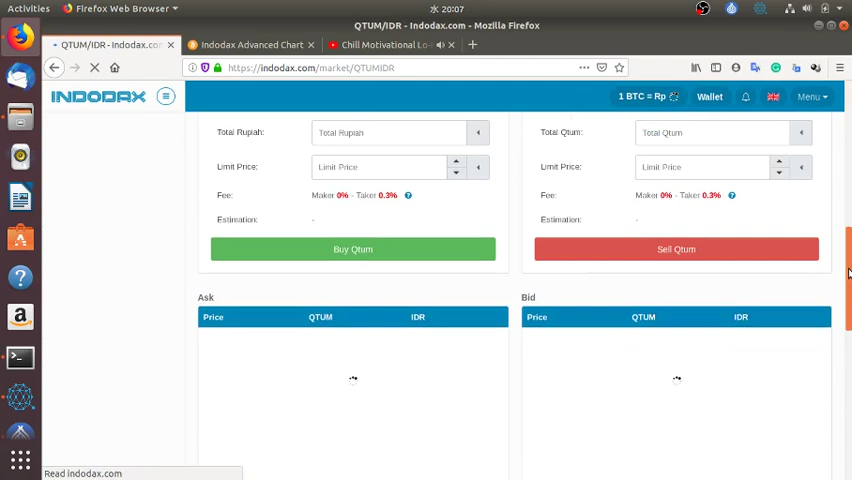 Activities Firefox Web Browser 水 20:07
QTUM/IDR - Indodax.com - Mozilla Firefox
QTUM/IDR - Indodax.con Indodax Advanced Chart Chill Motivational Lo-
https://indodax.com/market/QTUMIDR
INDODAX 1 BTC = Rp Wallet Menu
Total Rupiah: Total Rupiah Total Qtum: Total Qtum
Limit Price: Limit Price Limit Price: Limit Price
Fee: Maker 0% - Taker 0.3% Fee: Maker 0% - Taker 0.3%
Estimation: - Estimation: -
Buy Qtum Sell Qtum
Ask Bid
Price QTUM IDR Price QTUM IDR
Read indodax.com